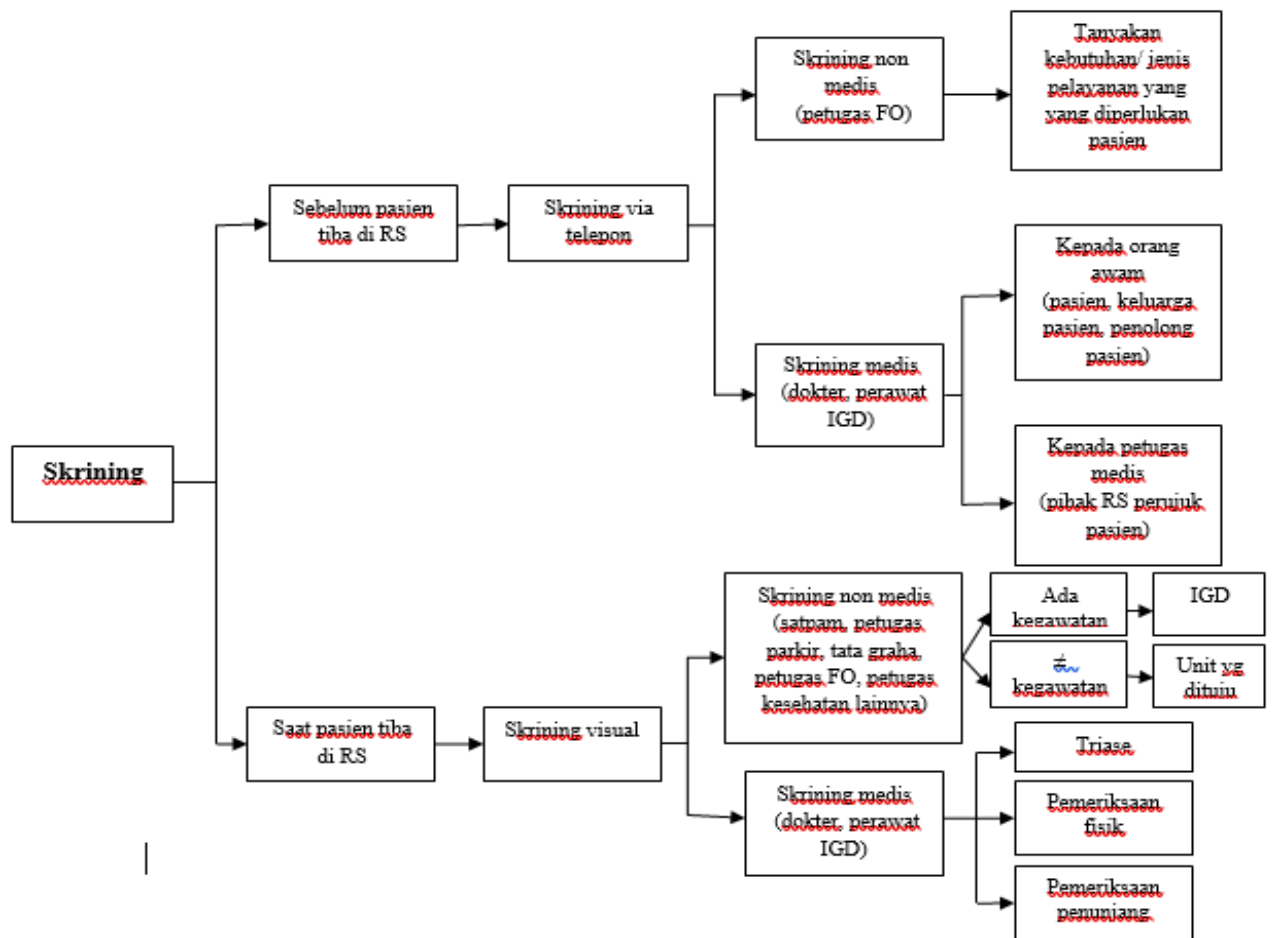 Skrining
Sebelum pasien
tiba di RS
Skrining via
telepon
Skrining non
medis
(petugas FO)
Tanyakan
kebutuhan/ jenis
pelayanan yang
yang diperlukan
pasien
Skrining medis
(dokter, perawat
IGD)
Kepada orang
awam
(pasien, keluarga
pasien, penolong
pasien)
Kepada petugas
medis
(pihak RS perujuk
pasien)
Saat pasien tiba
di RS
Skrining visual
Skrining non medis
(satpam, petugas
parkir, tata graha,
petugas FO, petugas
kesehatan lainnya)
Ada
kegawatan
IGD
≠
kegawatan
Unit yg
dituju
Skrining medis
(dokter, perawat
IGD)
Triase
Pemeriksaan
fisik
Pemeriksaan
penunjang